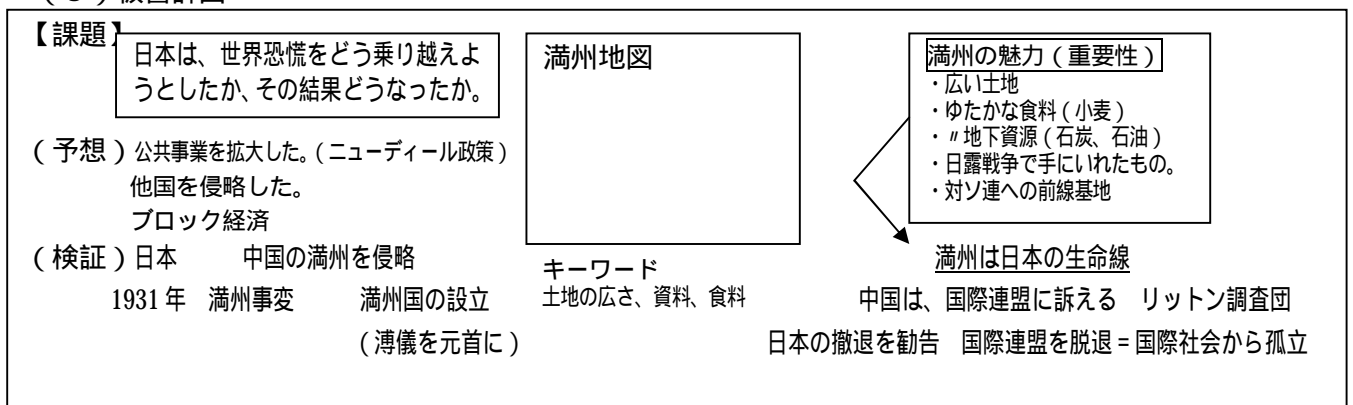 【課題】
日本は、世界恐慌をどう乗り越えよ
うとしたか、その結果どうなったか。
(予想)公共事業を拡大した。(ニューディール政策)
他国を侵略した。
ブロック経済
(検証)日本 中国の満州を侵略
1931年 満州事変 満州国の設立
(溥儀を元首に)
満州地図
キーワード
土地の広さ、資料、食料
満州の魅力(重要性)
・広い土地
・ゆたかな食料(小麦)
・〃地下資源(石炭、石油)
・日露戦争で手にいれたもの。
・対ソ連への前線基地
満州は日本の生命線
中国は、国際連盟に訴える リットン調査団
日本の撤退を勧告 国際連盟を脱退=国際社会から孤立